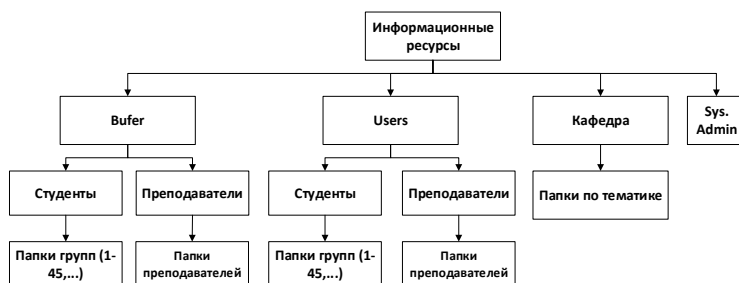 Информационные
ресурсы
Bufer
Users
Кафедра
Sys.
Admin
Студенты
Преподаватели
Студенты
Преподаватели
Папки по тематике
Папки групп (1-
45,...)
Папки
преподавателей
Папки групп (1-
45,...)
Папки
преподавателей